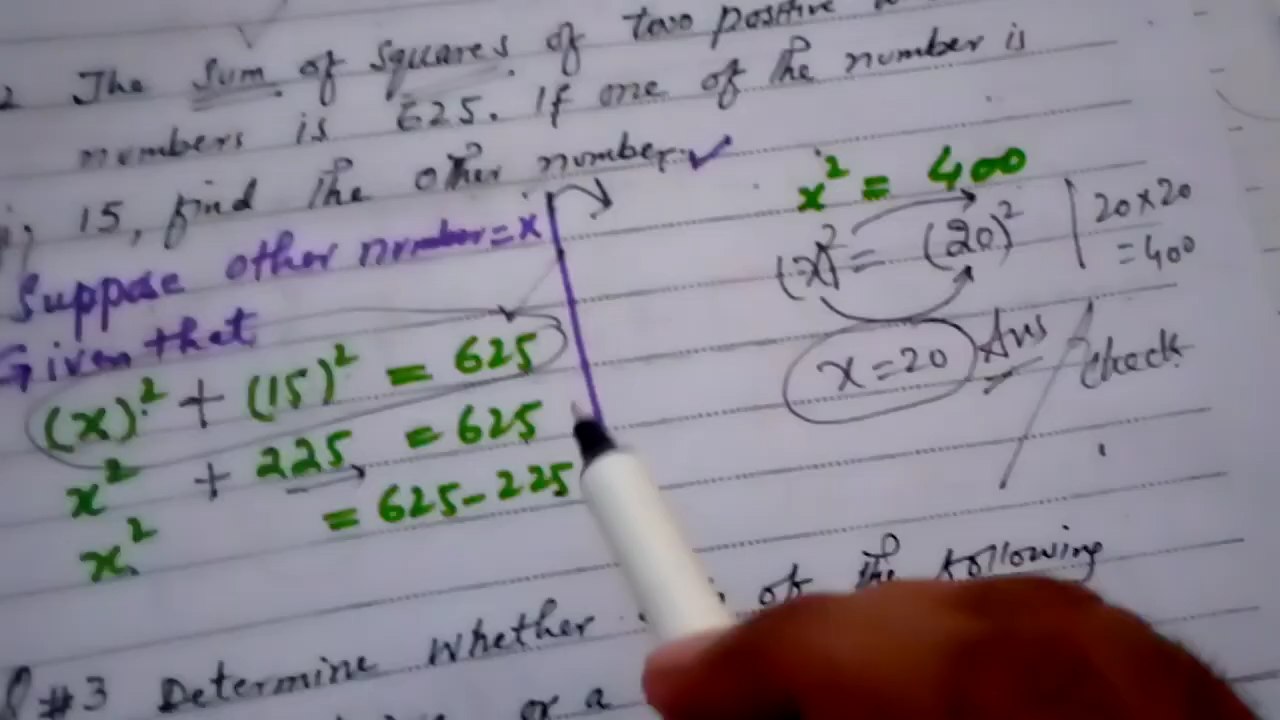 2 The Sum of Squares of two positive
numbers is 625. If one of the number is
is 15, find the other number. ✓
Suppose other number = x
Given that
(x)² + (15)² = 625
x² + 225 = 625
x² = 625 - 225
x² = 400
(x)² = (20)²
20×20
= 400
x = 20 Ans
check
Q#3 Determine whether of the following
or a